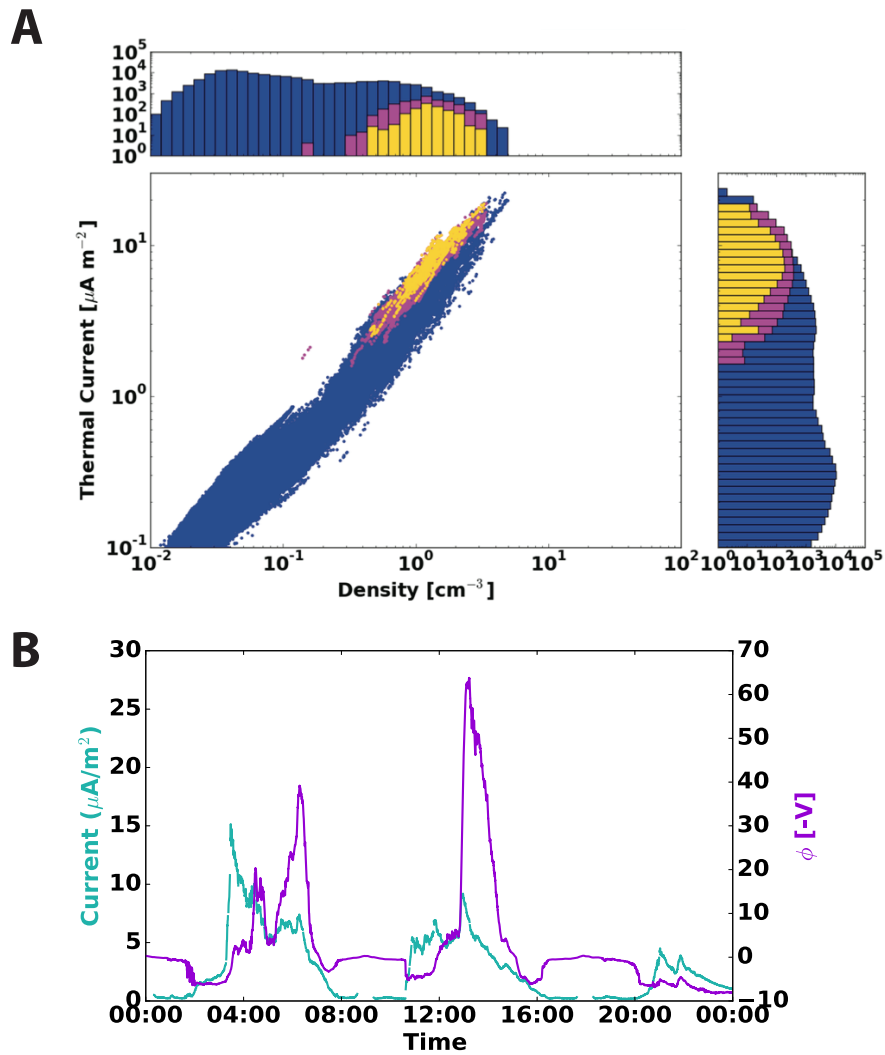 A
10^5
10^4
10^3
10^2
10^1
10^0
Thermal Current [μA m^−2]
10^1
10^0
10^-1
10^-2 10^-1 10^0 10^1 10^2
Density [cm^−3]
10^0 10^1 10^2 10^3 10^4 10^5
B
Current (μA/m^2)
30
25
20
15
10
5
0
70
60
50
40
30
20
10
0
−10
ϕ [-V]
00:00 04:00 08:00 12:00 16:00 20:00 00:00
Time